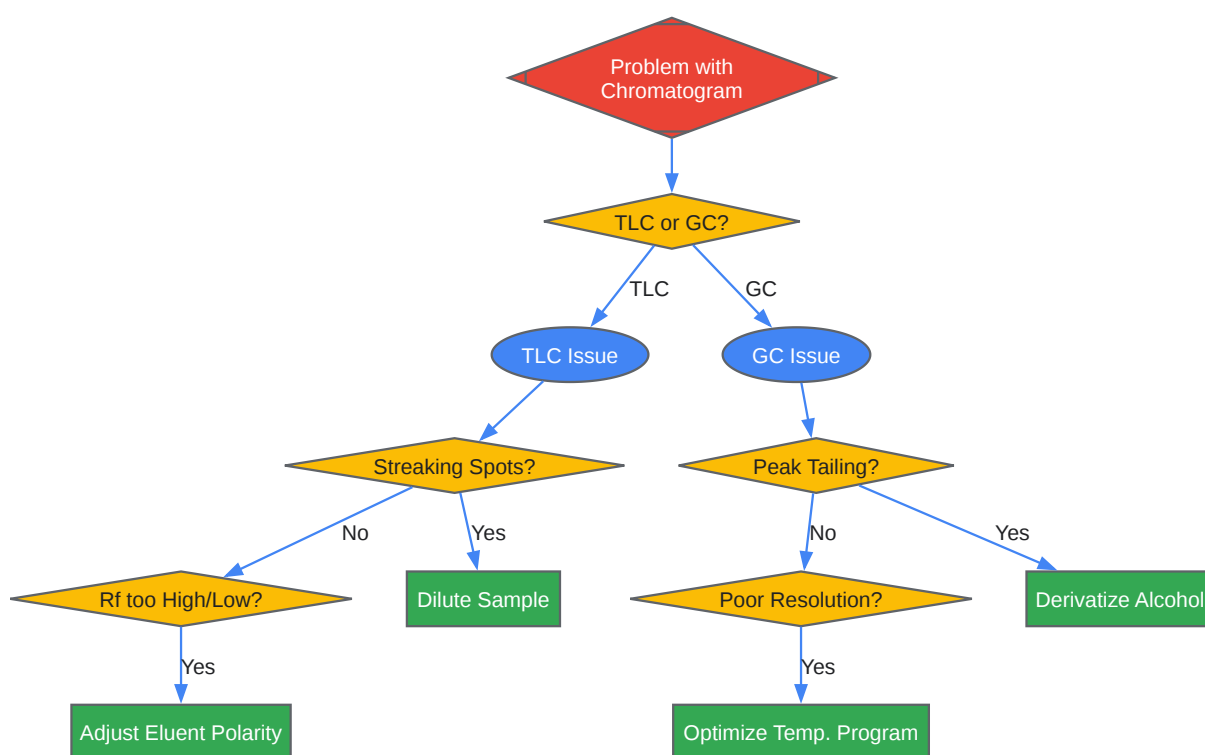 Problem with
Chromatogram
TLC or GC?
TLC
GC
TLC Issue
GC Issue
Streaking Spots?
Peak Tailing?
No
Yes
No
Yes
Rf too High/Low?
Dilute Sample
Poor Resolution?
Derivatize Alcohol
Yes
Yes
Adjust Eluent Polarity
Optimize Temp. Program